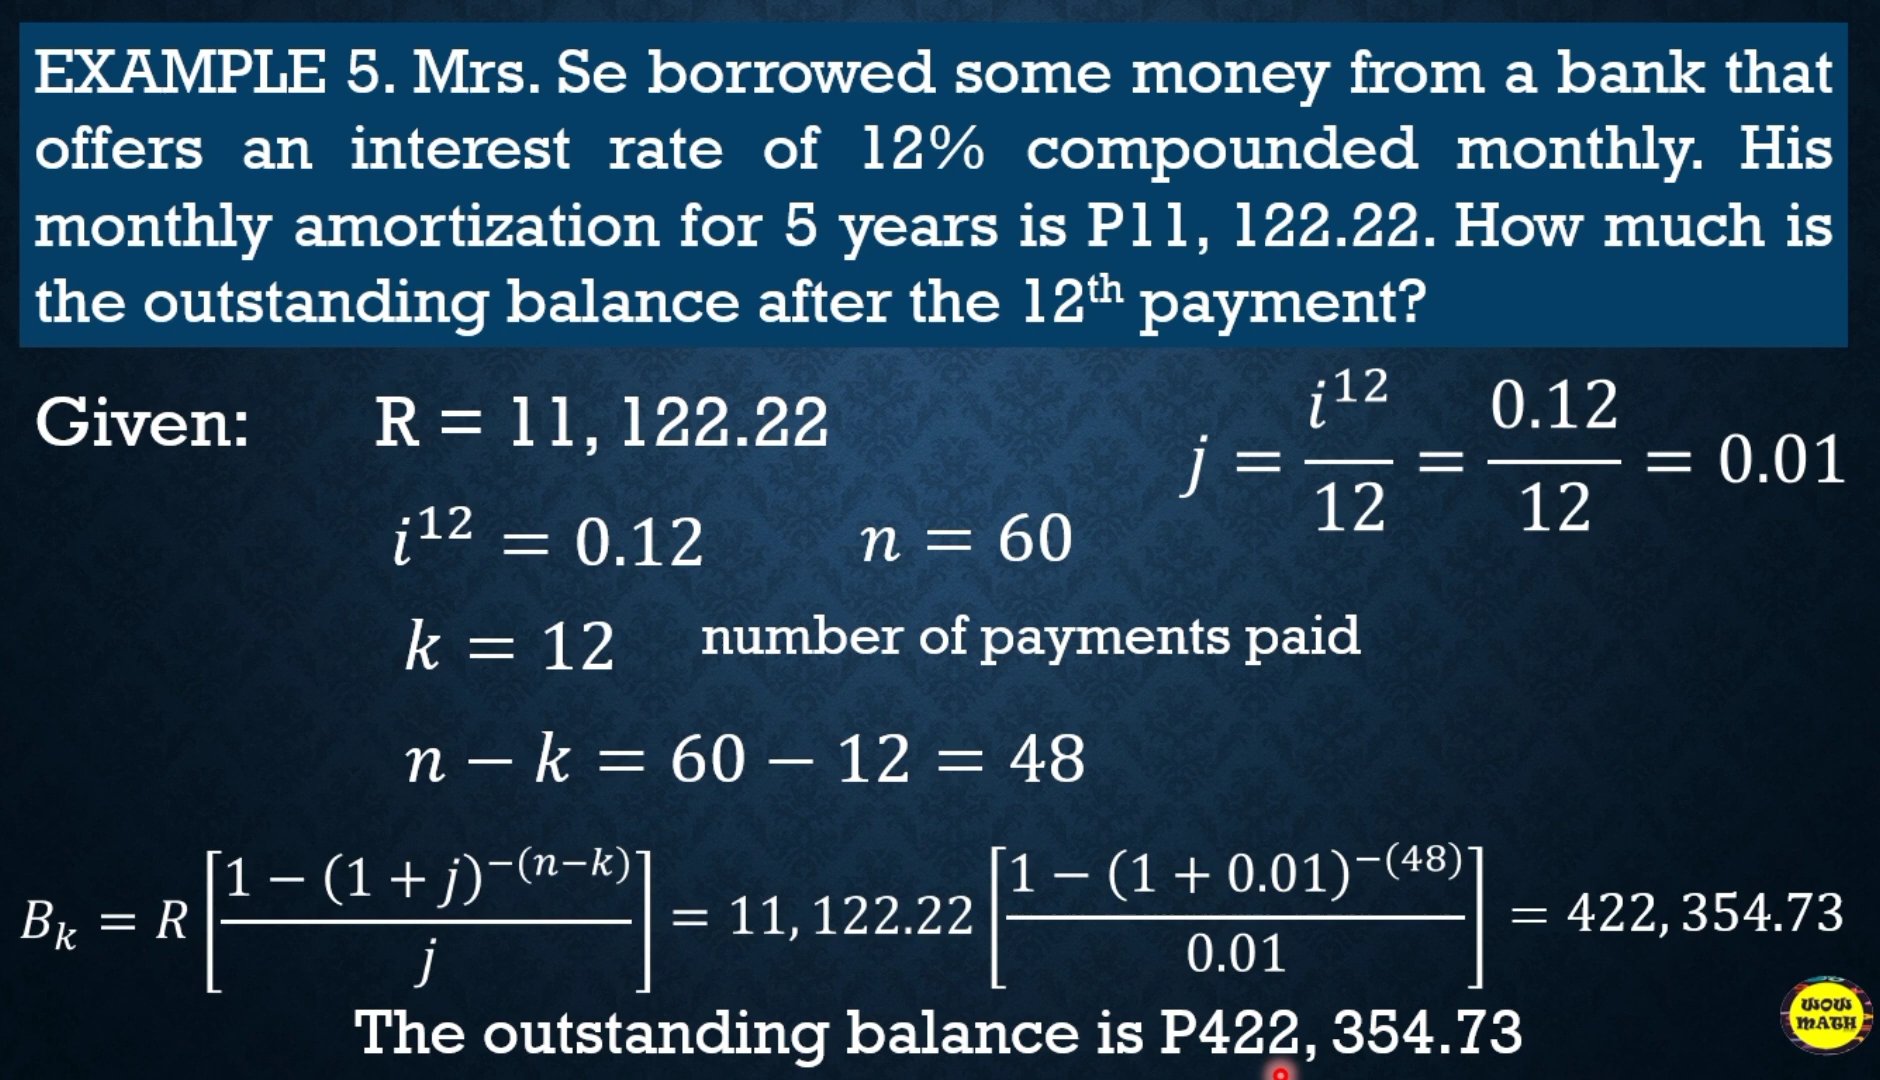 EXAMPLE 5. Mrs. Se borrowed some money from a bank that
offers an interest rate of 12% compounded monthly. His
monthly amortization for 5 years is P11, 122.22. How much is
the outstanding balance after the 12th payment?
Given: R = 11, 122.22
j = i^12/12 = 0.12/12 = 0.01
i^12 = 0.12 n = 60
k = 12 number of payments paid
n − k = 60 − 12 = 48
B_k = R [1 − (1 + j)^−(n−k) / j] = 11, 122.22 [1 − (1 + 0.01)^−(48) / 0.01] = 422, 354.73
The outstanding balance is P422, 354.73
WOW
MATH